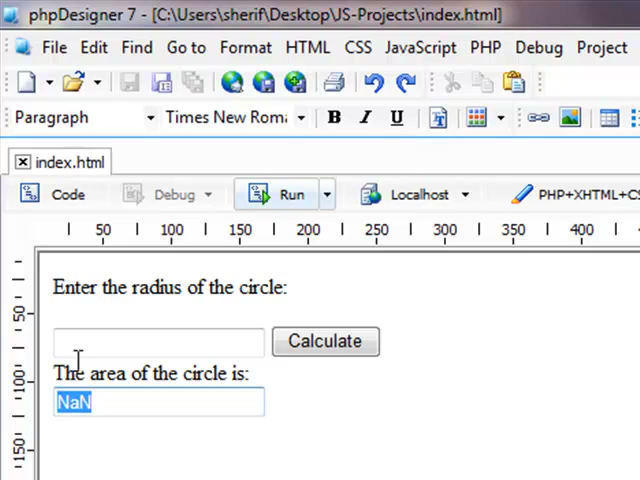 phpDesigner 7 - [C:\Users\sherif\Desktop\JS-Projects\index.html]
File Edit Find Go to Format HTML CSS JavaScript PHP Debug Project
Paragraph Times New Roma B I U T
index.html
Code Debug Run Localhost PHP+XHTML+CS
50 100 150 200 250 300 350 400
Enter the radius of the circle:
50
Calculate
The area of the circle is:
100
NaN
150